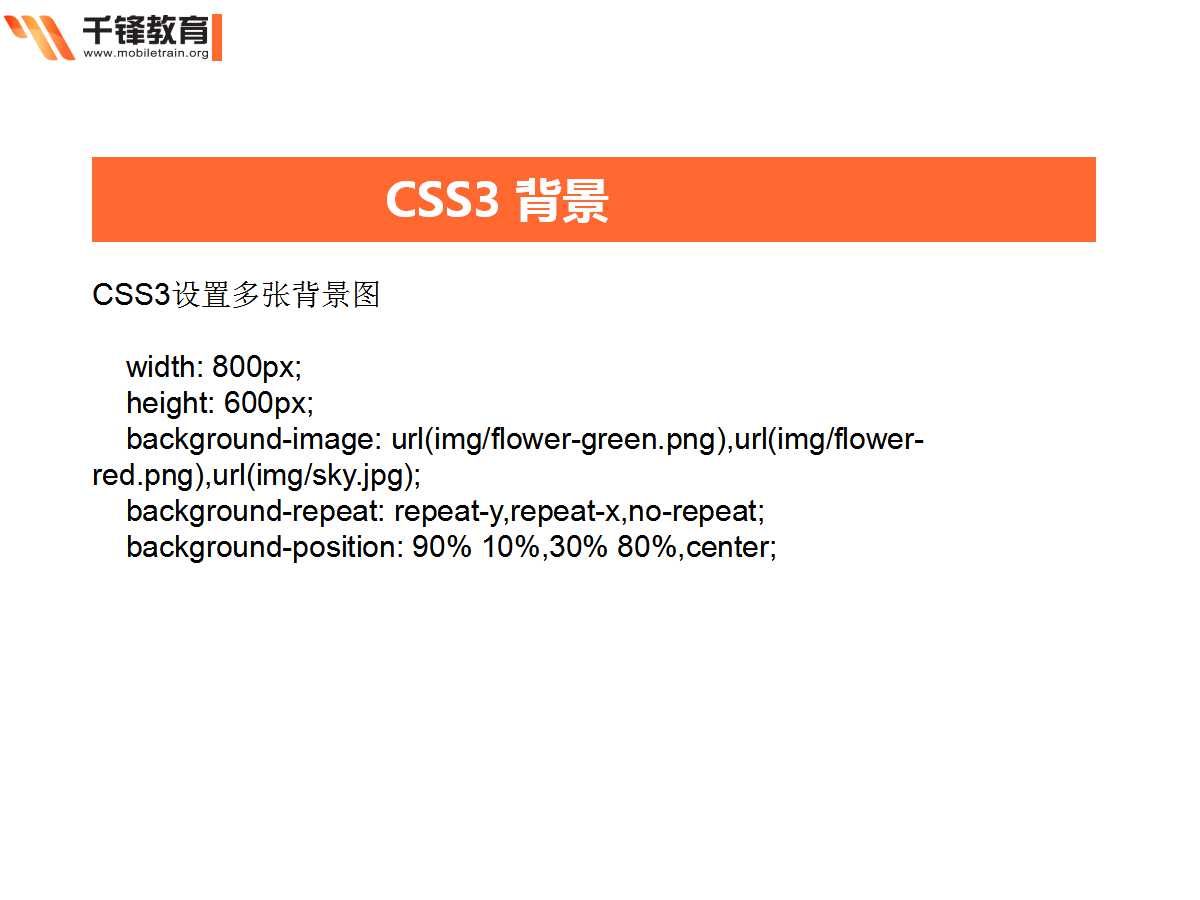 千锋教育
www.mobiletrain.org
CSS3 背景
CSS3设置多张背景图
width: 800px;
height: 600px;
background-image: url(img/flower-green.png),url(img/flower-
red.png),url(img/sky.jpg);
background-repeat: repeat-y,repeat-x,no-repeat;
background-position: 90% 10%,30% 80%,center;